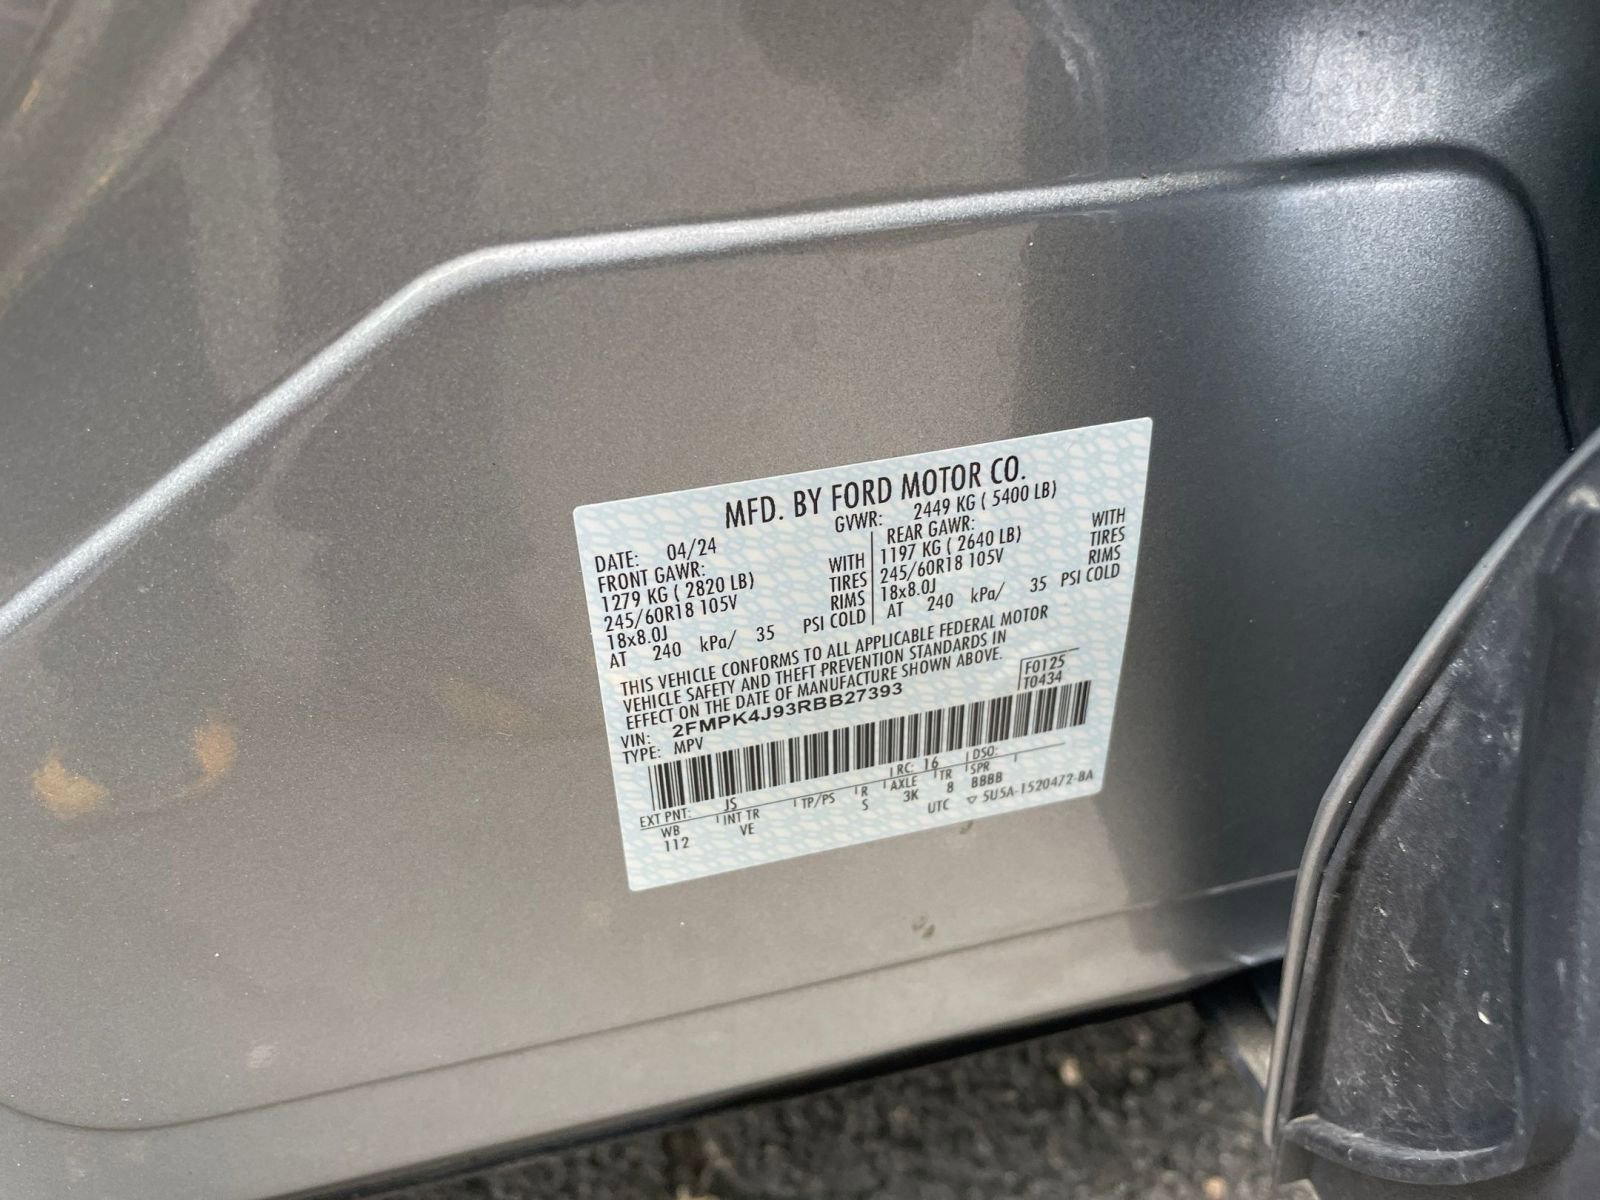 MFD. BY FORD MOTOR CO.
DATE: 04/24 GVWR: 2449 KG ( 5400 LB)
FRONT GAWR: WITH REAR GAWR: WITH
1279 KG ( 2820 LB) TIRES 1197 KG ( 2640 LB) TIRES
245/60R18 105V RIMS 245/60R18 105V RIMS
18x8.0J 18x8.0J
AT 240 kPa/ 35 PSI COLD AT 240 kPa/ 35 PSI COLD
THIS VEHICLE CONFORMS TO ALL APPLICABLE FEDERAL MOTOR
VEHICLE SAFETY AND THEFT PREVENTION STANDARDS IN
EFFECT ON THE DATE OF MANUFACTURE SHOWN ABOVE.
VIN: 2FMPK4J93RBB27393 F0125
TYPE: MPV T0434
EXT PNT: JS RC: 16 DSO:
WB INT TR TP/PS R AXLE TR SPR
112 VE S 3K 8 BBBB
UTC ▽ 5U5A-1520472-BA